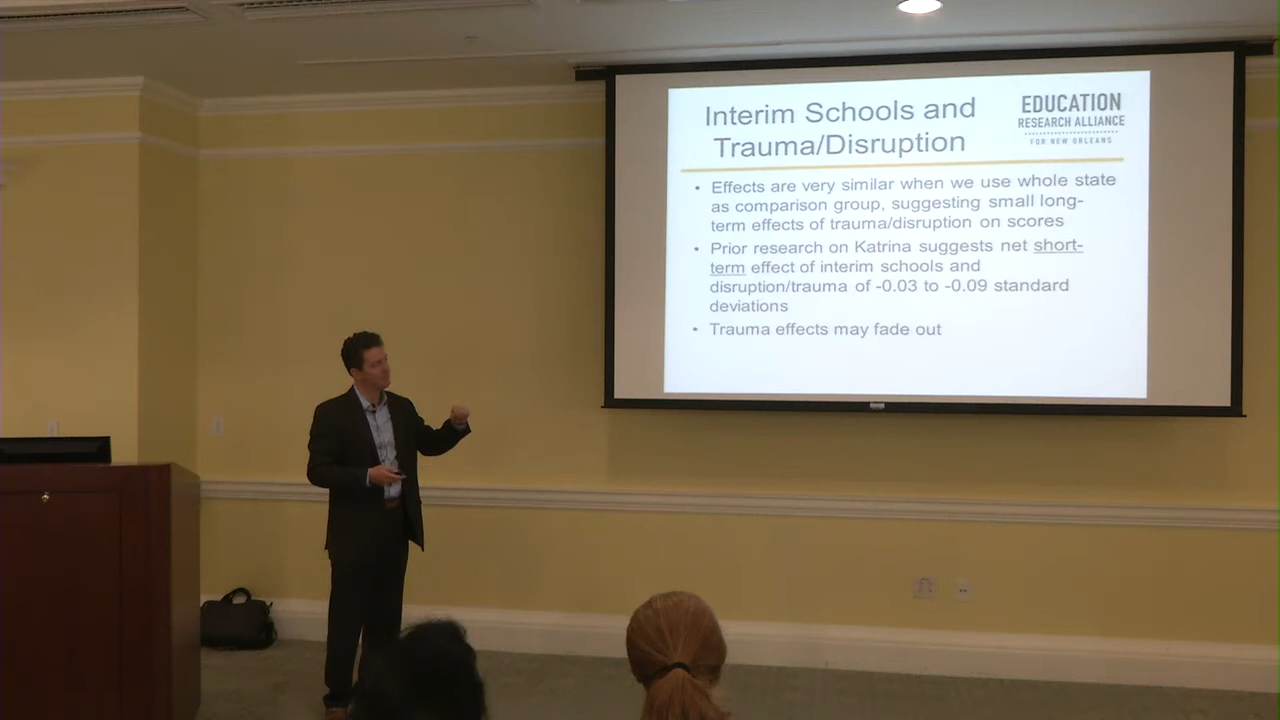 Interim Schools and
Trauma/Disruption
EDUCATION
RESEARCH ALLIANCE
FOR NEW ORLEANS
• Effects are very similar when we use whole state
as comparison group, suggesting small long-
term effects of trauma/disruption on scores
• Prior research on Katrina suggests net short-
term effect of interim schools and
disruption/trauma of -0.03 to -0.09 standard
deviations
• Trauma effects may fade out